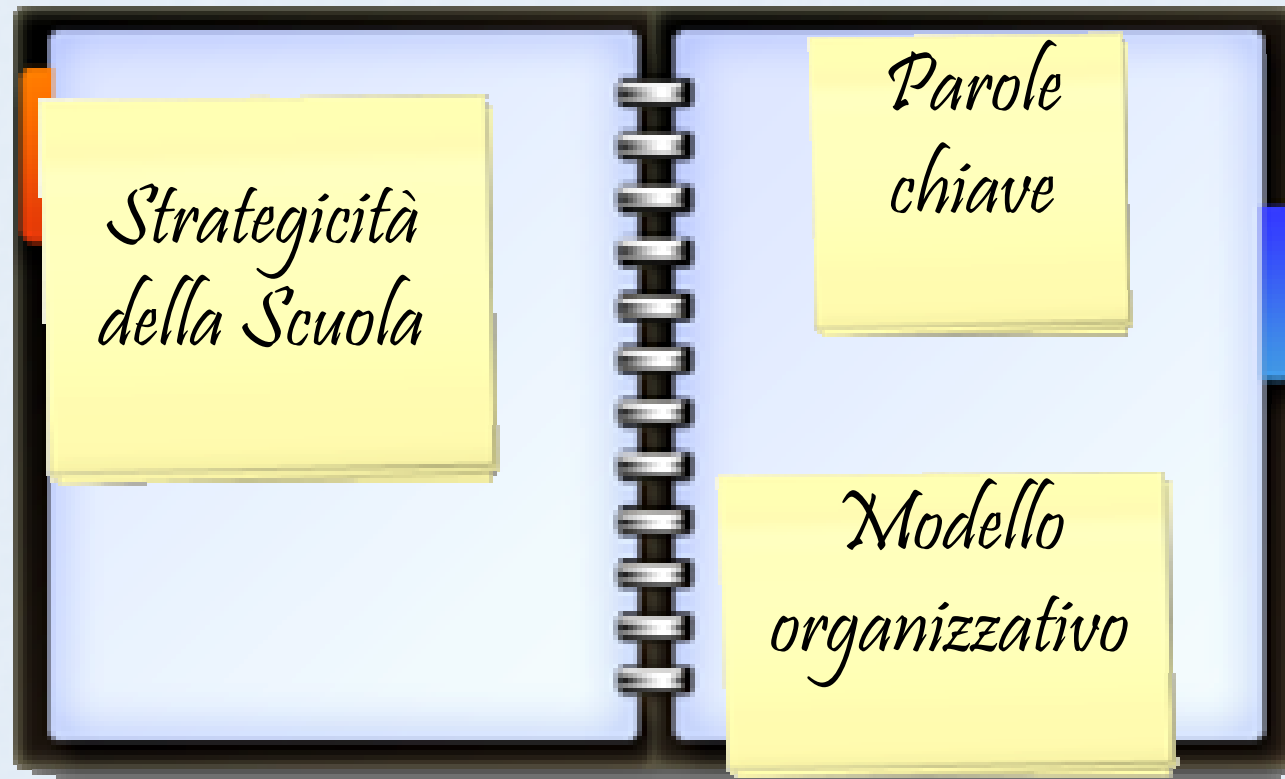 Strategicità
della Scuola
Parole
chiave
Modello
organizzativo